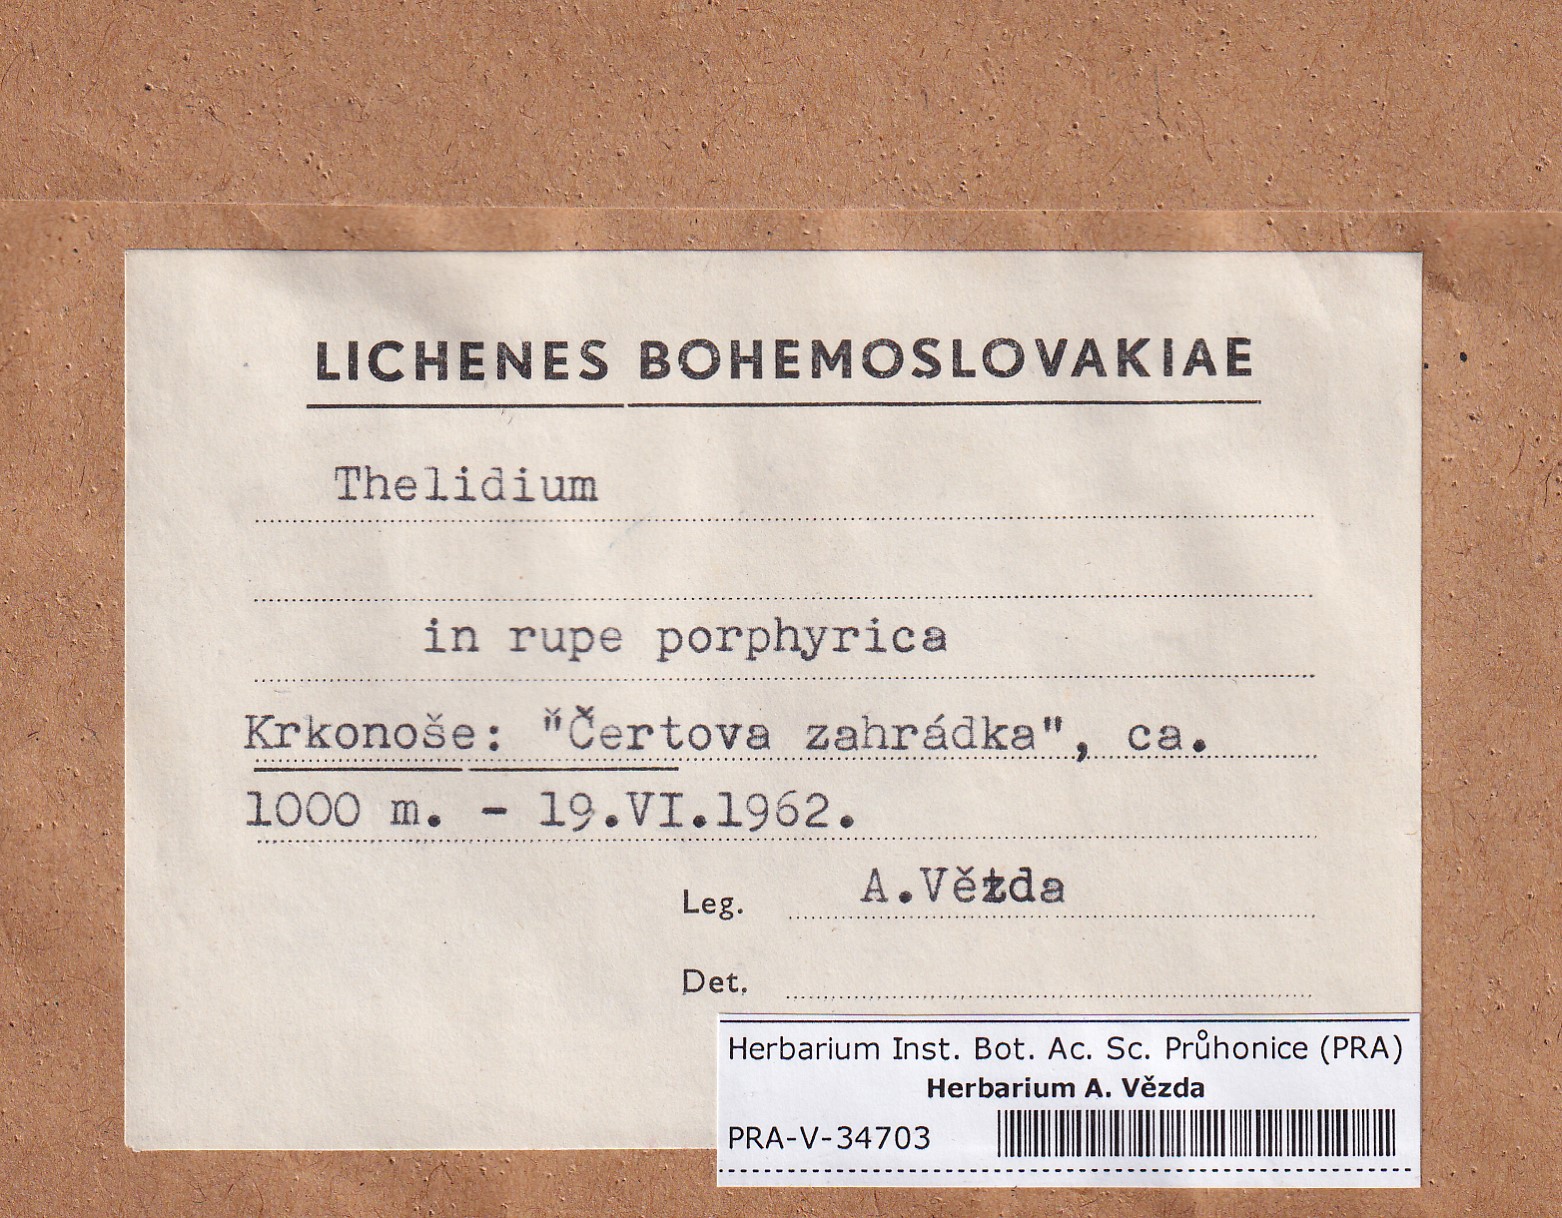 LICHENES BOHEMOSLOVAKIAE
Thelidium
in rupe porphyrica
Krkonoše: "Čertova zahrádka", ca.
1000 m. - 19.VI.1962.
Leg. A.Vězda
Det.
Herbarium Inst. Bot. Ac. Sc. Průhonice (PRA)
Herbarium A. Vězda
PRA-V-34703